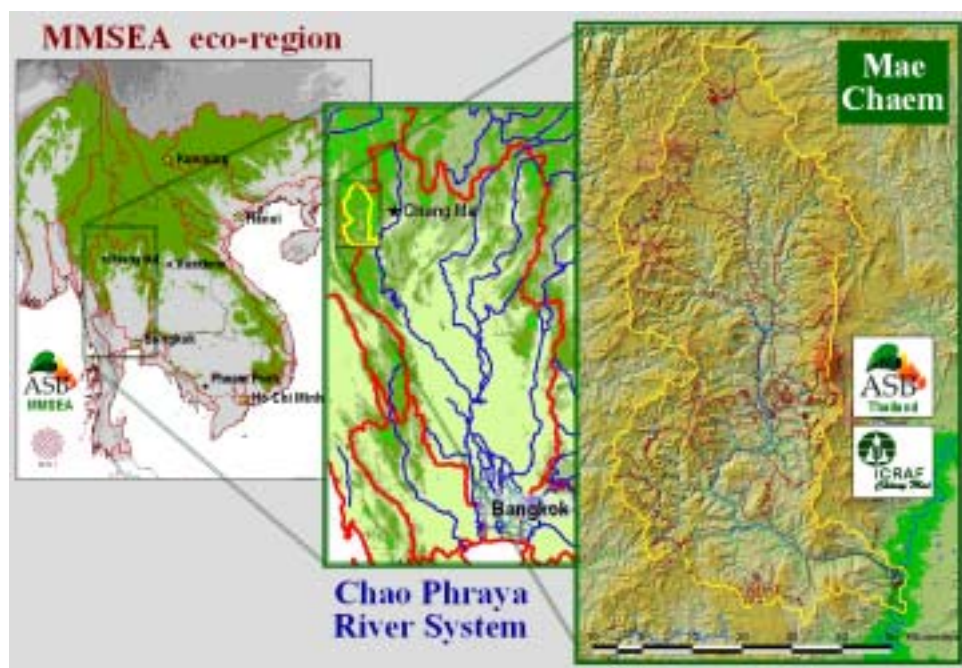 MMSEA eco-region
Mae
Chaem
Kunming
Hanoi
Chiang Mai
Vientiane
Bangkok
Phnom Penh
Ho Chi Minh
ASB
MMSEA
Bangkok
ASB
Thailand
ICRAF
Chiang Mai
Chao Phraya
River System